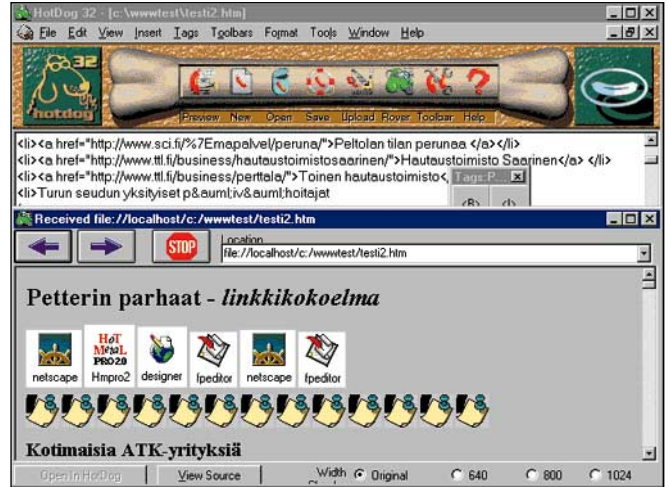 HotDog 32 - [c:\wwwtest\testi2.htm]
File Edit View Insert Tags Tgolbars Format Tools Window Help
32
hotdog
Preview New Open Save Upload Rover Toolbar Help
<li><a href="http://www.sci.fi/%7Emapalvel/peruna/">Peltolan tilan perunaa </a></li>
<li><a href="http://www.ttl.fi/business/hautaustoimistosaarinen/">Hautaustoimisto Saarinen</a> </li>
<li><a href="http://www.ttl.fi/business/perttala/">Toinen hautaustoimisto<
<li>Turun seudun yksityiset p&auml;iv&auml;hoitajat
Tags:P...
<B> <I>
Received file://localhost/c:/wwwtest/testi2.htm
STOP
Location
file://localhost/c:/wwwtest/testi2.htm
Petterin parhaat - linkkikokoelma
HoT MetaL PRO 2.0
netscape Hmpro2 designer fpeditor netscape fpeditor
Kotimaisia ATK-yrityksiä
Open In HotDog View Source Width Original 640 800 1024